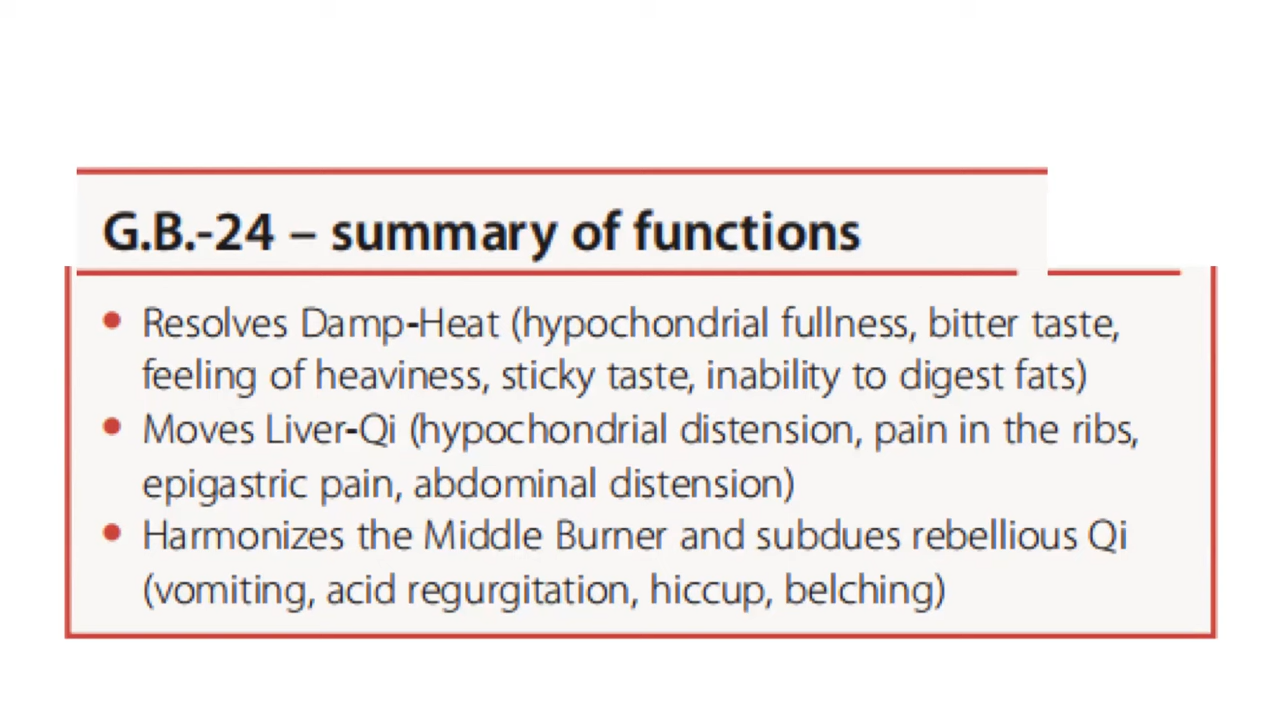 G.B.-24 – summary of functions
• Resolves Damp-Heat (hypochondrial fullness, bitter taste,
feeling of heaviness, sticky taste, inability to digest fats)
• Moves Liver-Qi (hypochondrial distension, pain in the ribs,
epigastric pain, abdominal distension)
• Harmonizes the Middle Burner and subdues rebellious Qi
(vomiting, acid regurgitation, hiccup, belching)